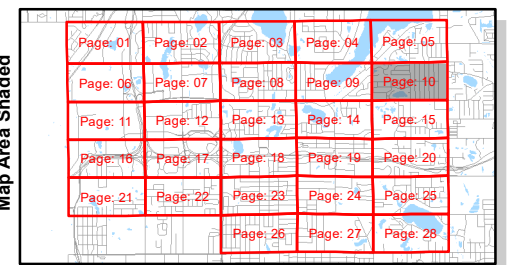 Map Area Shaded
Page: 01 Page: 02 Page: 03 Page: 04 Page: 05
Page: 06 Page: 07 Page: 08 Page: 09 Page: 10
Page: 11 Page: 12 Page: 13 Page: 14 Page: 15
Page: 16 Page: 17 Page: 18 Page: 19 Page: 20
Page: 21 Page: 22 Page: 23 Page: 24 Page: 25
Page: 26 Page: 27 Page: 28